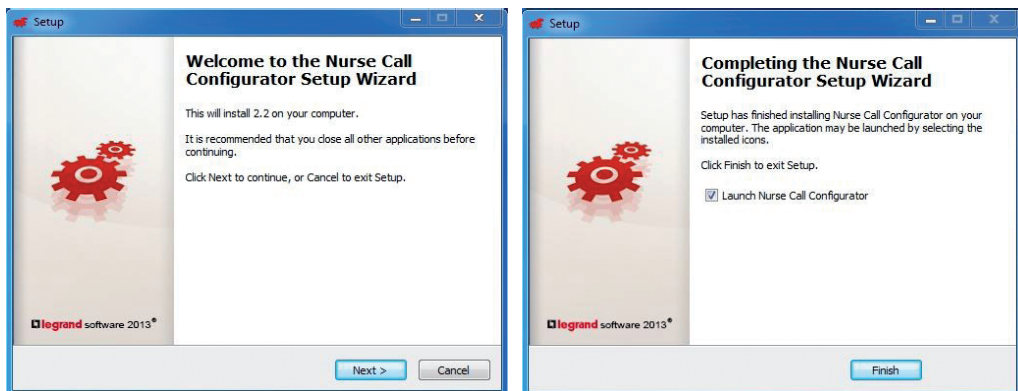 Setup
Welcome to the Nurse Call
Configurator Setup Wizard
This will install 2.2 on your computer.
It is recommended that you close all other applications before
continuing.
Click Next to continue, or Cancel to exit Setup.
legrand software 2013®
Next >
Cancel
Setup
Completing the Nurse Call
Configurator Setup Wizard
Setup has finished installing Nurse Call Configurator on your
computer. The application may be launched by selecting the
installed icons.
Click Finish to exit Setup.
Launch Nurse Call Configurator
legrand software 2013®
Finish